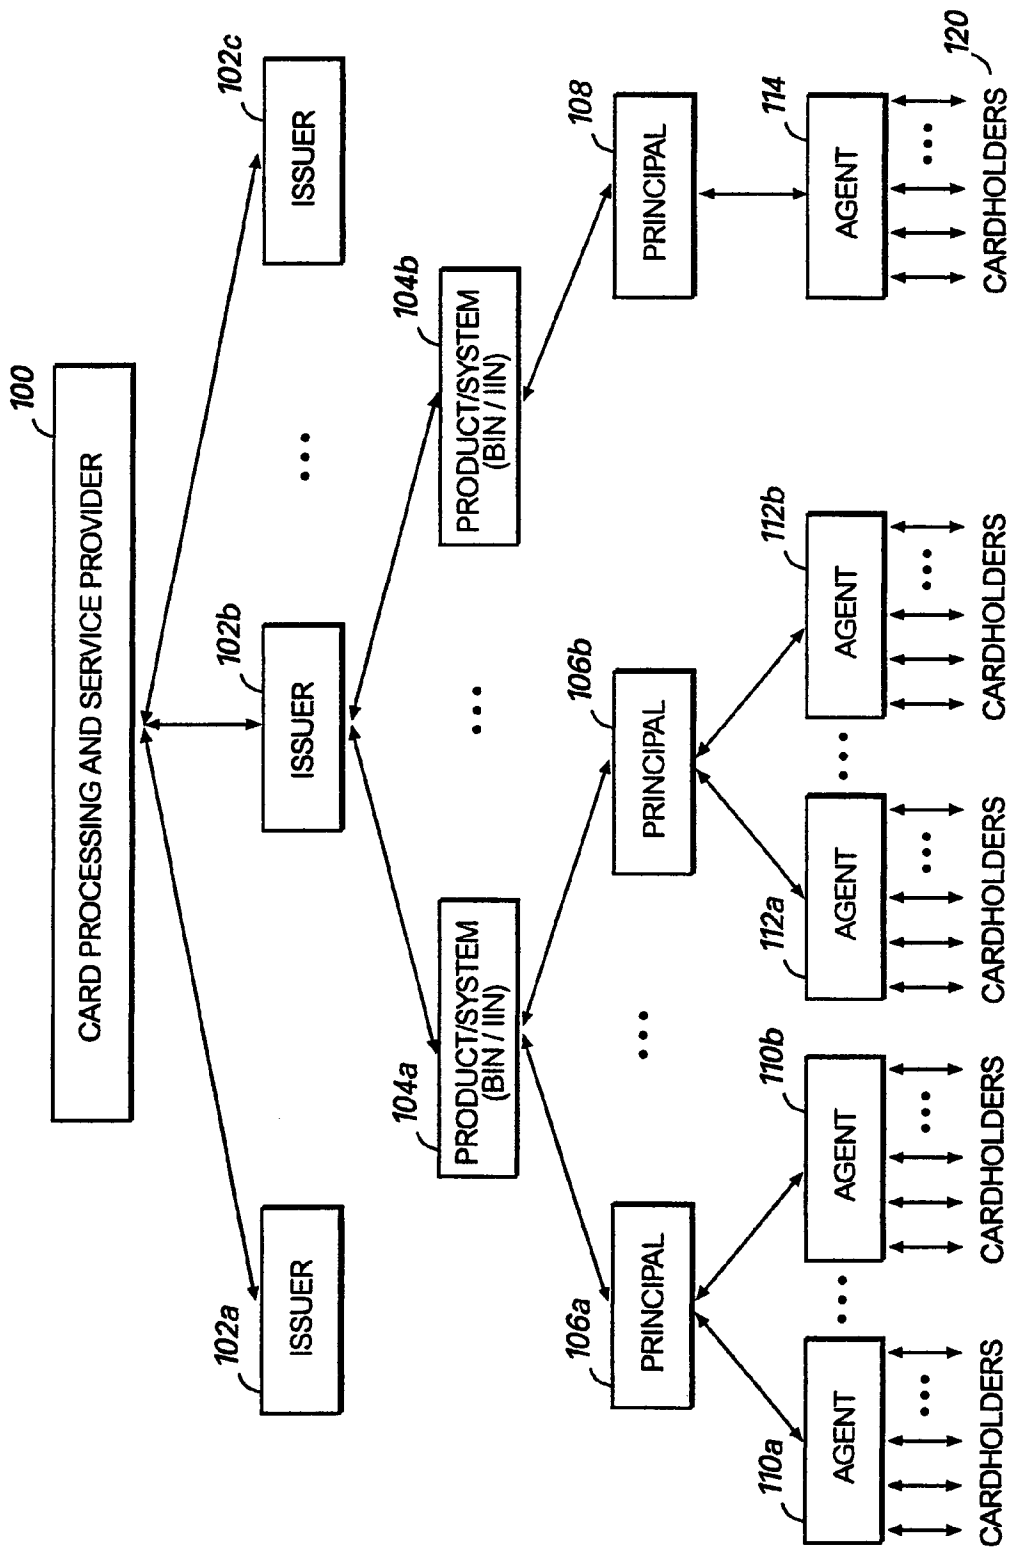 100
CARD PROCESSING AND SERVICE PROVIDER
102a
ISSUER
102b
ISSUER
102c
ISSUER
104a
PRODUCT/SYSTEM
(BIN / IIN)
104b
PRODUCT/SYSTEM
(BIN / IIN)
106a
PRINCIPAL
106b
PRINCIPAL
108
PRINCIPAL
110a
AGENT
110b
AGENT
112a
AGENT
112b
AGENT
114
AGENT
CARDHOLDERS
CARDHOLDERS
CARDHOLDERS
CARDHOLDERS
CARDHOLDERS
120